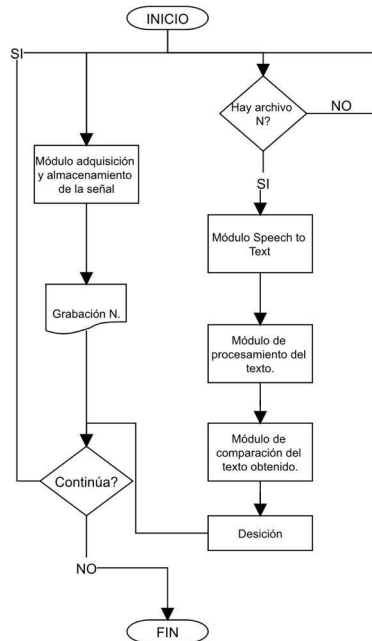 INICIO
SI
Hay archivo
N?
NO
Módulo adquisición
y almacenamiento
de la señal
SI
Módulo Speech to
Text
Grabación N.
Módulo de
procesamiento del
texto.
Módulo de
comparación del
texto obtenido.
Continúa?
Desición
NO
FIN